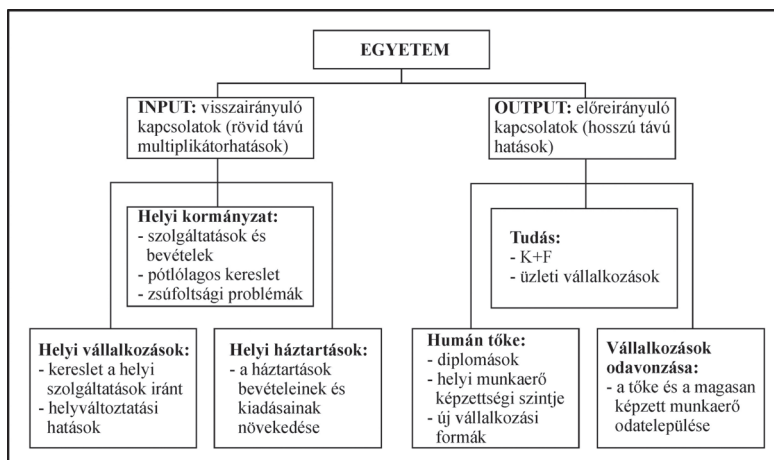 EGYETEM
INPUT: visszairányuló
kapcsolatok (rövid távú
multiplikátorhatások)
OUTPUT: előreirányuló
kapcsolatok (hosszú távú
hatások)
Helyi kormányzat:
- szolgáltatások és
bevételek
- pótlólagos kereslet
- zsúfoltsági problémák
Tudás:
- K+F
- üzleti vállalkozások
Helyi vállalkozások:
- kereslet a helyi
szolgáltatások iránt
- helyváltoztatási
hatások
Helyi háztartások:
- a háztartások
bevételeinek és
kiadásainak
növekedése
Humán tőke:
- diplomások
- helyi munkaerő
képzettségi szintje
- új vállalkozási
formák
Vállalkozások
odavonzása:
- a tőke és a magasan
képzett munkaerő
odatelepülése